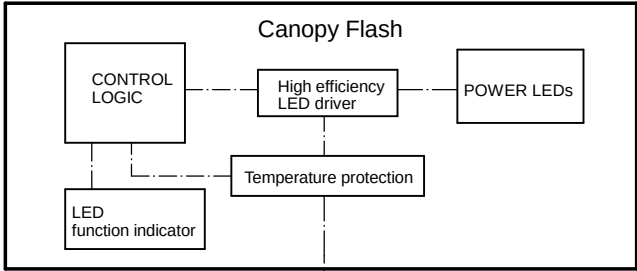 Canopy Flash
CONTROL
LOGIC
High efficiency
LED driver
POWER LEDs
Temperature protection
LED
function indicator